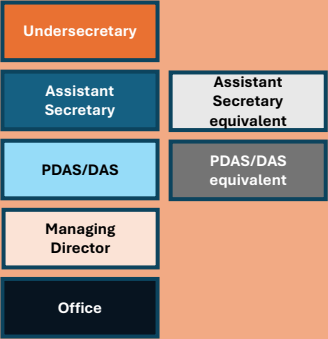 Undersecretary
Assistant
Secretary
Assistant
Secretary
equivalent
PDAS/DAS
PDAS/DAS
equivalent
Managing
Director
Office